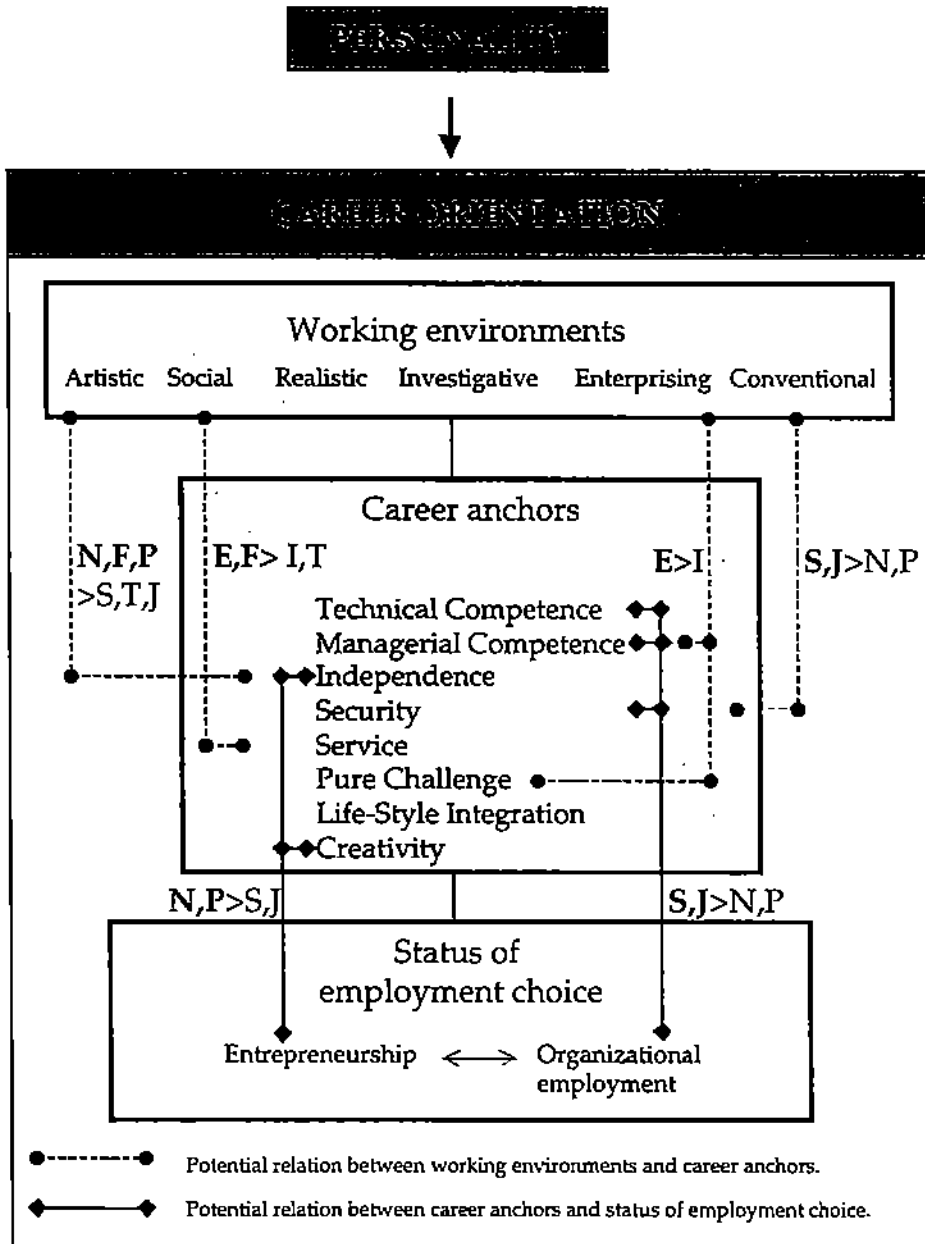 PERSONALITY
CAREER ORIENTATION
Working environments
Artistic Social Realistic Investigative Enterprising Conventional
Career anchors
N,F,P
>S,T,J
E,F> I,T
E>I
S,J>N,P
Technical Competence
Managerial Competence
Independence
Security
Service
Pure Challenge
Life-Style Integration
Creativity
N,P>S,J
S,J>N,P
Status of
employment choice
Entrepreneurship
Organizational
employment
Potential relation between working environments and career anchors.
Potential relation between career anchors and status of employment choice.